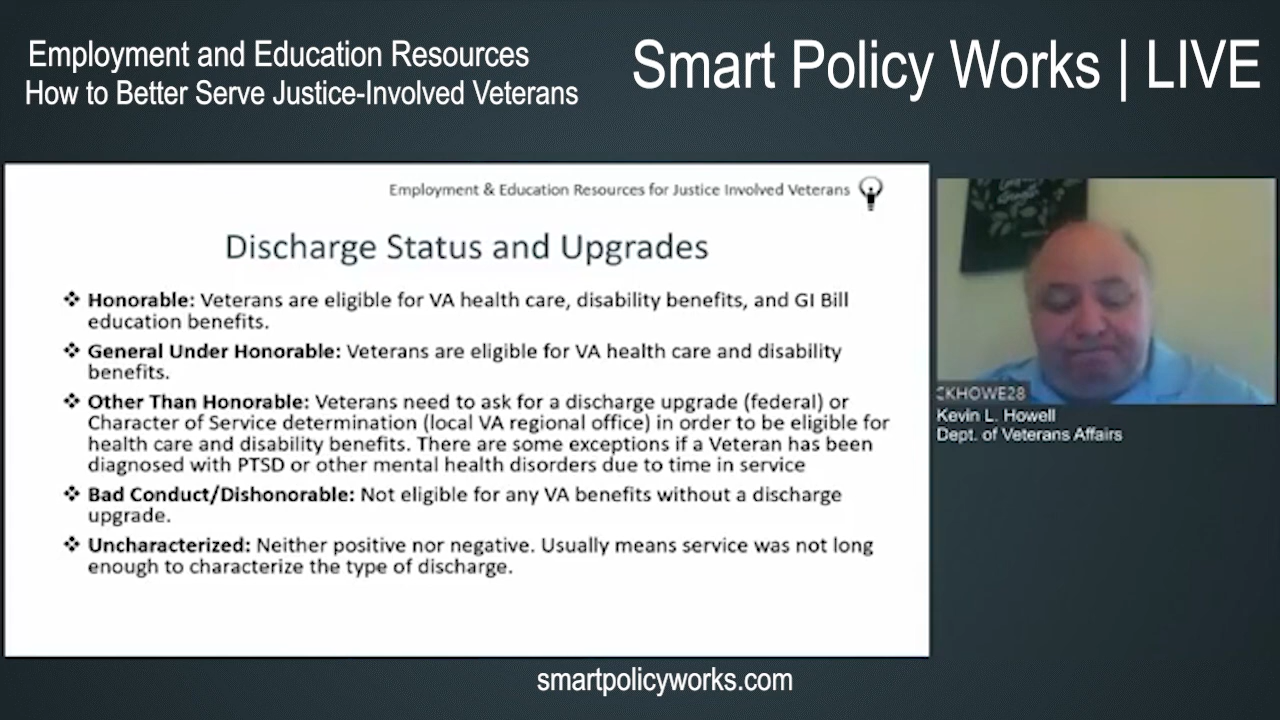 Employment and Education Resources
How to Better Serve Justice-Involved Veterans
Smart Policy Works | LIVE
Employment & Education Resources for Justice Involved Veterans
Discharge Status and Upgrades
❖ Honorable: Veterans are eligible for VA health care, disability benefits, and GI Bill
education benefits.
❖ General Under Honorable: Veterans are eligible for VA health care and disability
benefits.
❖ Other Than Honorable: Veterans need to ask for a discharge upgrade (federal) or
Character of Service determination (local VA regional office) in order to be eligible for
health care and disability benefits. There are some exceptions if a Veteran has been
diagnosed with PTSD or other mental health disorders due to time in service
❖ Bad Conduct/Dishonorable: Not eligible for any VA benefits without a discharge
upgrade.
❖ Uncharacterized: Neither positive nor negative. Usually means service was not long
enough to characterize the type of discharge.
CKHOWE28
Kevin L. Howell
Dept. of Veterans Affairs
smartpolicyworks.com